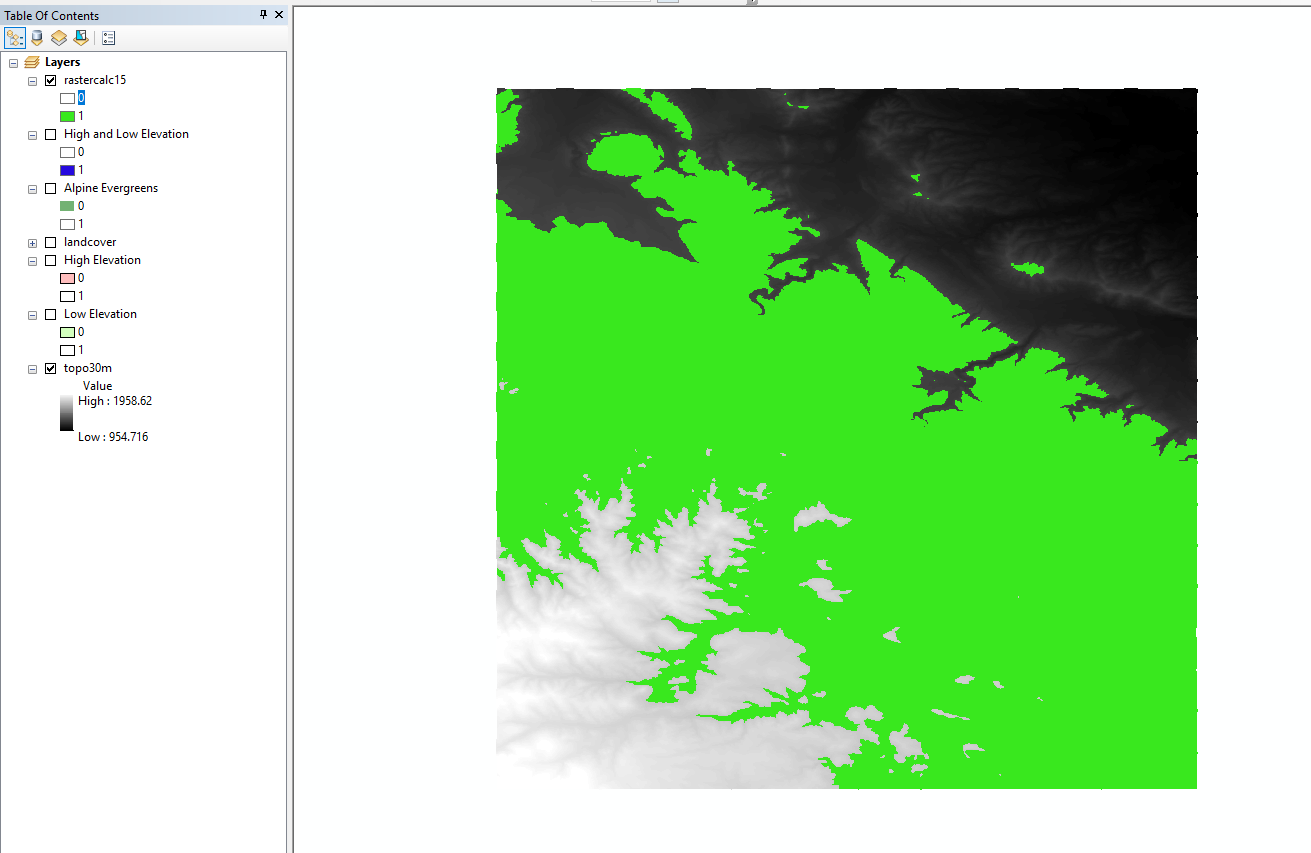 Table Of Contents
Layers
rastercalc15
0
1
High and Low Elevation
0
1
Alpine Evergreens
0
1
landcover
High Elevation
0
1
Low Elevation
0
1
topo30m
Value
High : 1958.62
Low : 954.716